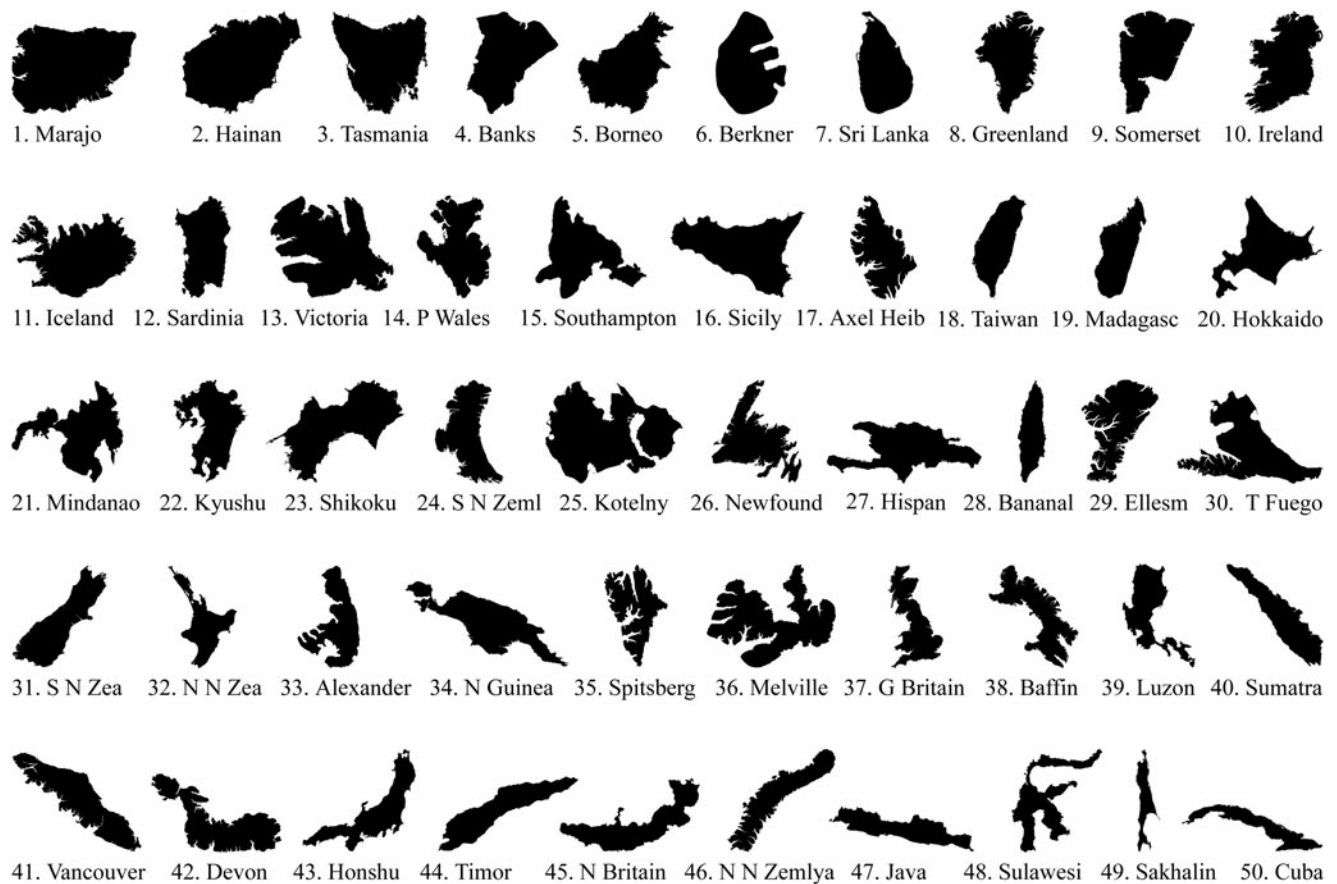 1. Marajo 2. Hainan 3. Tasmania 4. Banks 5. Borneo 6. Berkner 7. Sri Lanka 8. Greenland 9. Somerset 10. Ireland
11. Iceland 12. Sardinia 13. Victoria 14. P Wales 15. Southampton 16. Sicily 17. Axel Heib 18. Taiwan 19. Madagasc 20. Hokkaido
21. Mindanao 22. Kyushu 23. Shikoku 24. S N Zeml 25. Kotelny 26. Newfound 27. Hispan 28. Bananal 29. Ellesm 30. T Fuego
31. S N Zea 32. N N Zea 33. Alexander 34. N Guinea 35. Spitsberg 36. Melville 37. G Britain 38. Baffin 39. Luzon 40. Sumatra
41. Vancouver 42. Devon 43. Honshu 44. Timor 45. N Britain 46. N N Zemlya 47. Java 48. Sulawesi 49. Sakhalin 50. Cuba